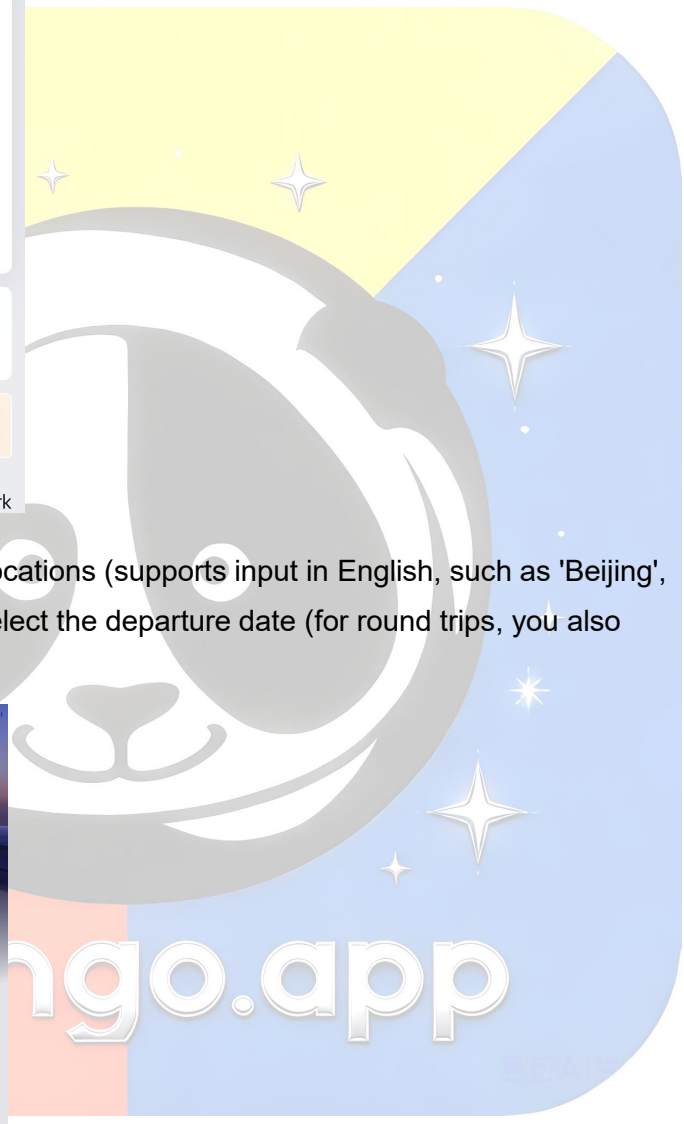 rk
ocations (supports input in English, such as 'Beijing',
elect the departure date (for round trips, you also
ngo.app